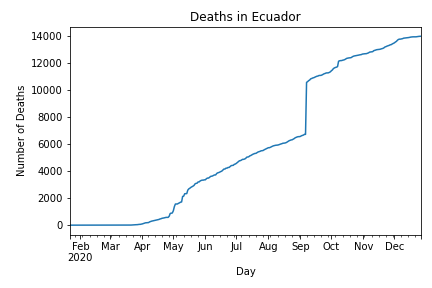 Deaths in Ecuador
Number of Deaths
14000
12000
10000
8000
6000
4000
2000
0
Feb Mar Apr May Jun Jul Aug Sep Oct Nov Dec
2020
Day